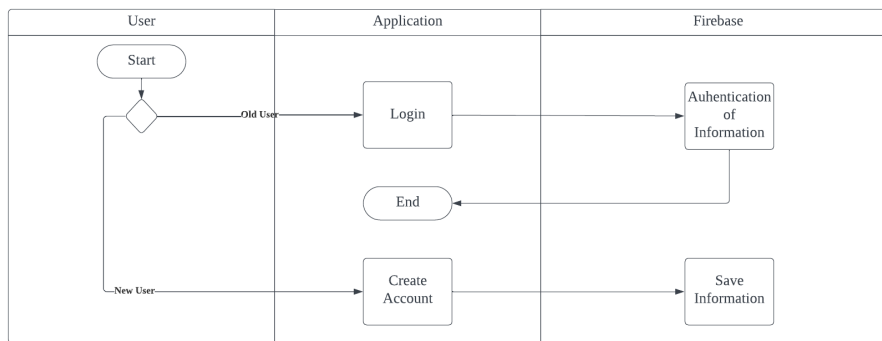 User
Application
Firebase
Start
Old User
Login
Auhentication
of
Information
End
New User
Create
Account
Save
Information